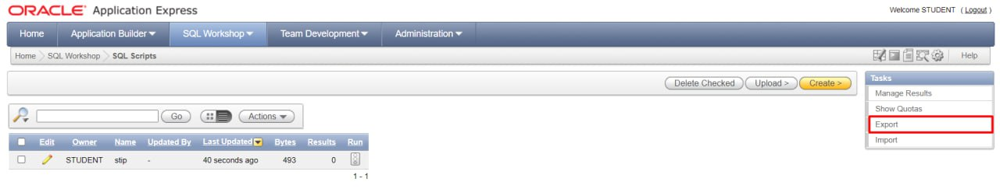 ORACLE Application Express
Welcome STUDENT ( Logout )
Home Application Builder SQL Workshop Team Development Administration
Home SQL Workshop SQL Scripts
Help
Delete Checked Upload > Create >
Tasks
Manage Results
Show Quotas
Export
Import
Go Actions
Edit Owner Name Updated By Last Updated Bytes Results Run
STUDENT stip - 40 seconds ago 493 0
1 - 1